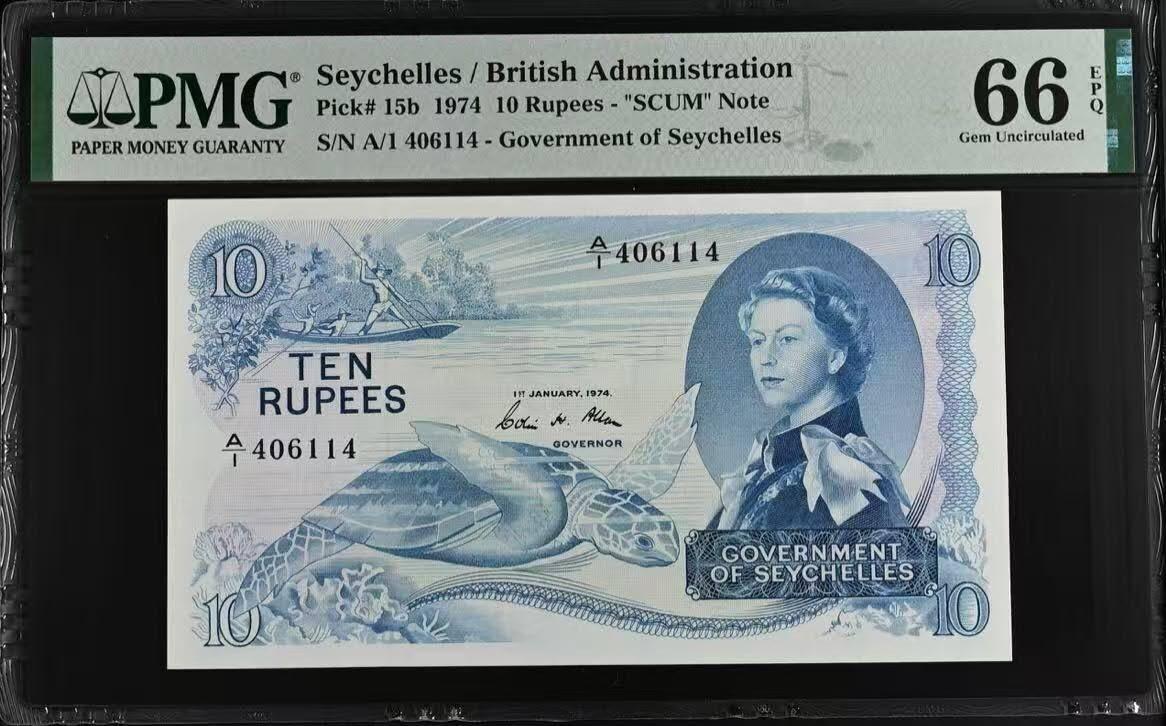 PMG®
PAPER MONEY GUARANTY
Seychelles / British Administration
Pick# 15b 1974 10 Rupees - "SCUM" Note
S/N A/1 406114 - Government of Seychelles
66
EPQ
Gem Uncirculated
10
A/1 406114
10
TEN
RUPEES
1ST JANUARY, 1974.
Colin H. Allan
GOVERNOR
A/1 406114
GOVERNMENT
OF SEYCHELLES
10
10